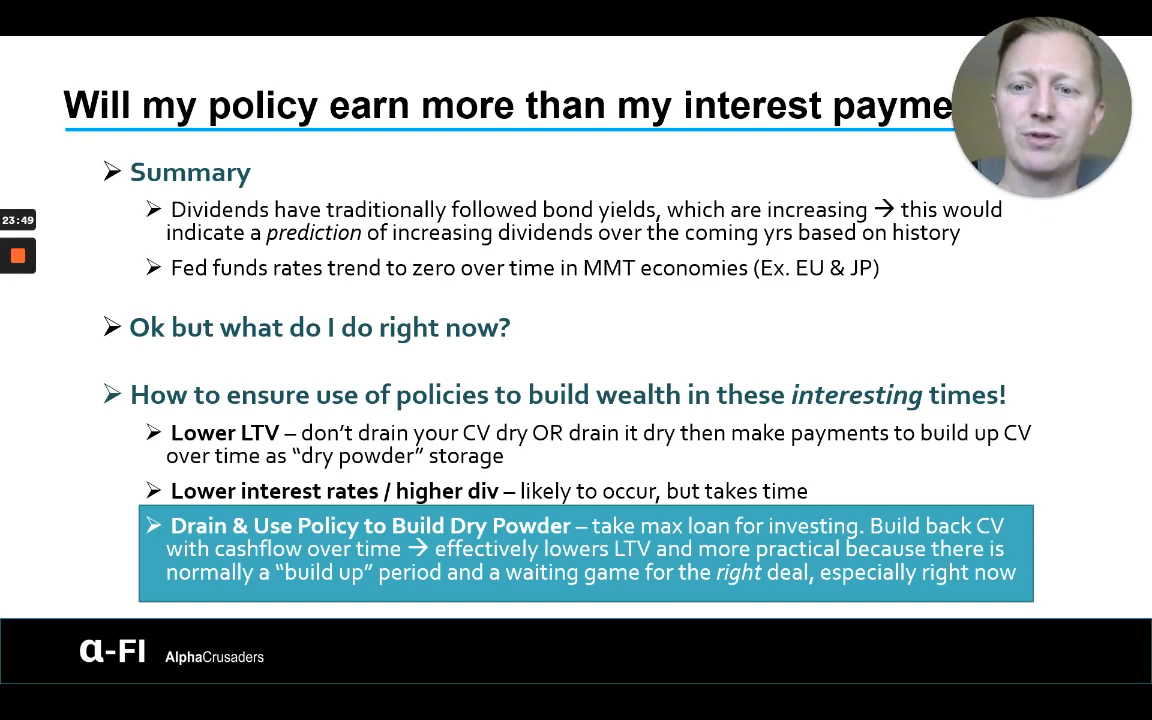 Will my policy earn more than my interest payme
➢ Summary
➢ Dividends have traditionally followed bond yields, which are increasing → this would
indicate a prediction of increasing dividends over the coming yrs based on history
23:49
➢ Fed funds rates trend to zero over time in MMT economies (Ex. EU & JP)
➢ Ok but what do I do right now?
➢ How to ensure use of policies to build wealth in these interesting times!
➢ Lower LTV – don't drain your CV dry OR drain it dry then make payments to build up CV
over time as "dry powder" storage
➢ Lower interest rates / higher div – likely to occur, but takes time
➢ Drain & Use Policy to Build Dry Powder – take max loan for investing. Build back CV
with cashflow over time → effectively lowers LTV and more practical because there is
normally a "build up" period and a waiting game for the right deal, especially right now
α-FI AlphaCrusaders